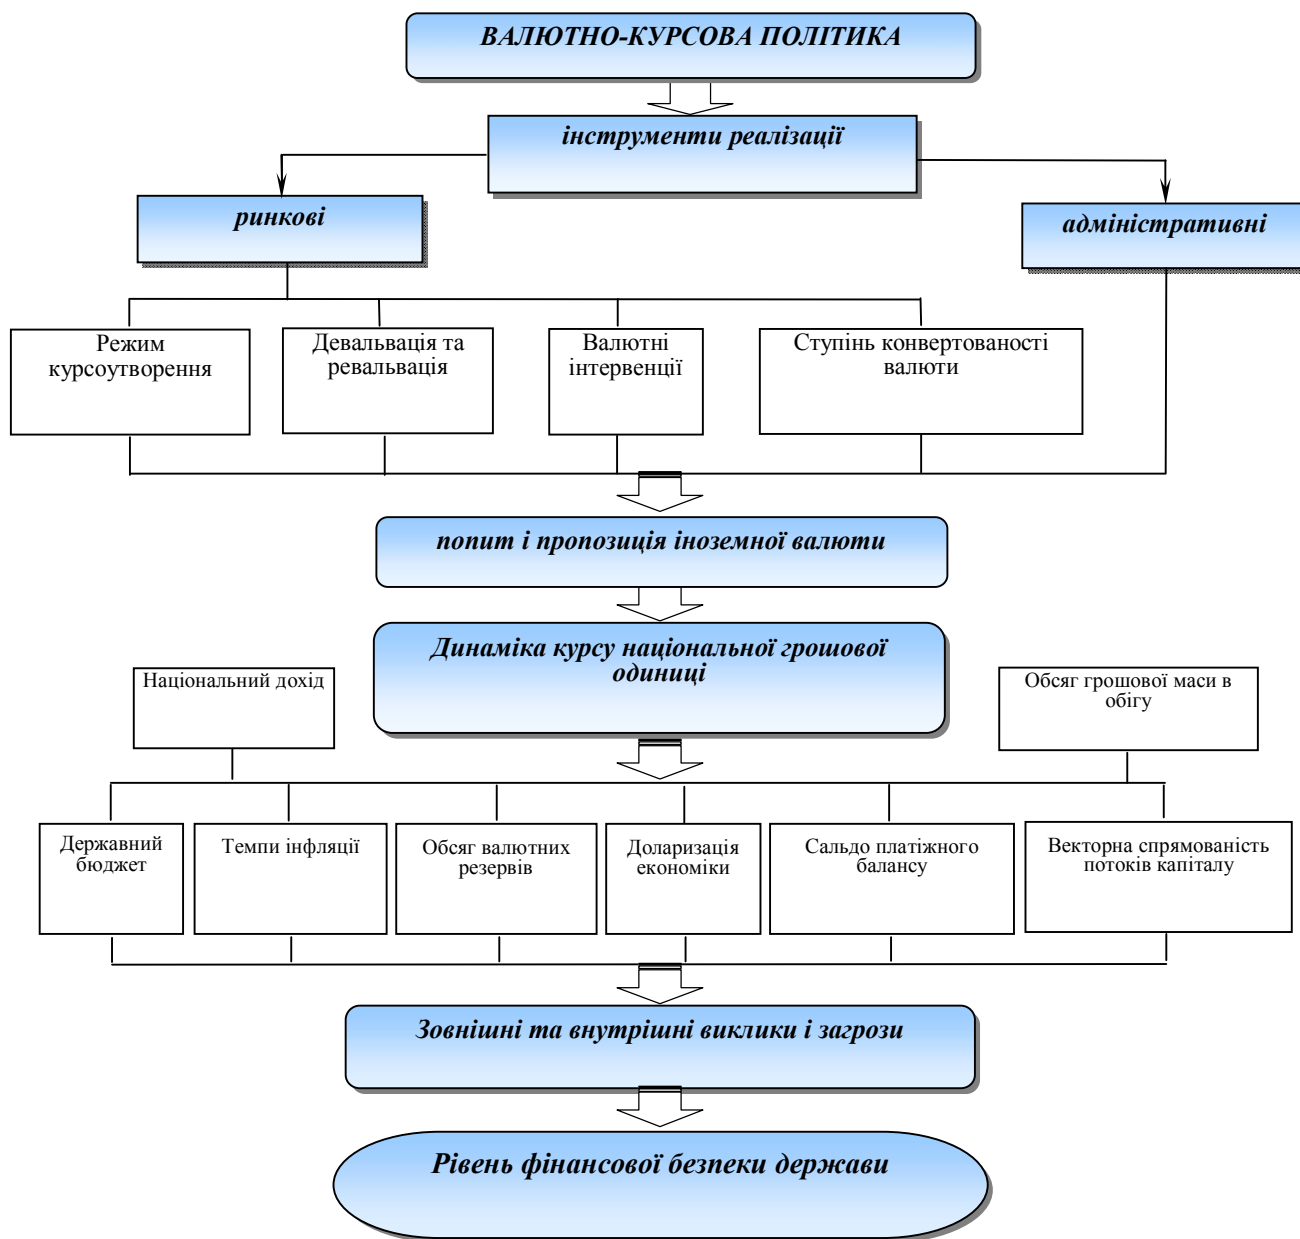 ВАЛЮТНО-КУРСОВА ПОЛІТИКА
інструменти реалізації
ринкові
адміністративні
Режим
курсоутворення
Девальвація та
ревальвація
Валютні
інтервенції
Ступінь конвертованості
валюти
попит і пропозиція іноземної валюти
Динаміка курсу національної грошової
одиниці
Національний дохід
Обсяг грошової маси в
обігу
Державний
бюджет
Темпи інфляції
Обсяг валютних
резервів
Доларизація
економіки
Сальдо платіжного
балансу
Векторна спрямованість
потоків капіталу
Зовнішні та внутрішні виклики і загрози
Рівень фінансової безпеки держави